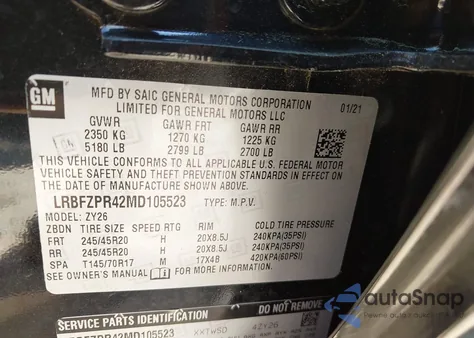 GM
MFD BY SAIC GENERAL MOTORS CORPORATION
LIMITED FOR GENERAL MOTORS LLC
01/21
GVWR GAWR FRT GAWR RR
2350 KG 1270 KG 1225 KG
5180 LB 2799 LB 2700 LB
THIS VEHICLE CONFORMS TO ALL APPLICABLE U.S. FEDERAL MOTOR
VEHICLE SAFETY AND THEFT PREVENTION STANDARDS IN EFFECT ON
THE DATE OF MANUFACTURE SHOWN ABOVE.
LRBFZPR42MD105523 TYPE: M.P.V.
MODEL: ZY26
ZBDN TIRE SIZE SPEED RTG RIM COLD TIRE PRESSURE
FRT 245/45R20 H 20X8.5J 240KPA(35PSI)
RR 245/45R20 H 20X8.5J 240KPA(35PSI)
SPA T145/70R17 M 17X4B 420KPA(60PSI)
SEE OWNER'S MANUAL FOR ADDITIONAL INFORMATION.
SERVICE PARTS IDENTIFICATION DO NOT REMOVE
LRBFZPR42MD105523 4ZY26
autoSnap